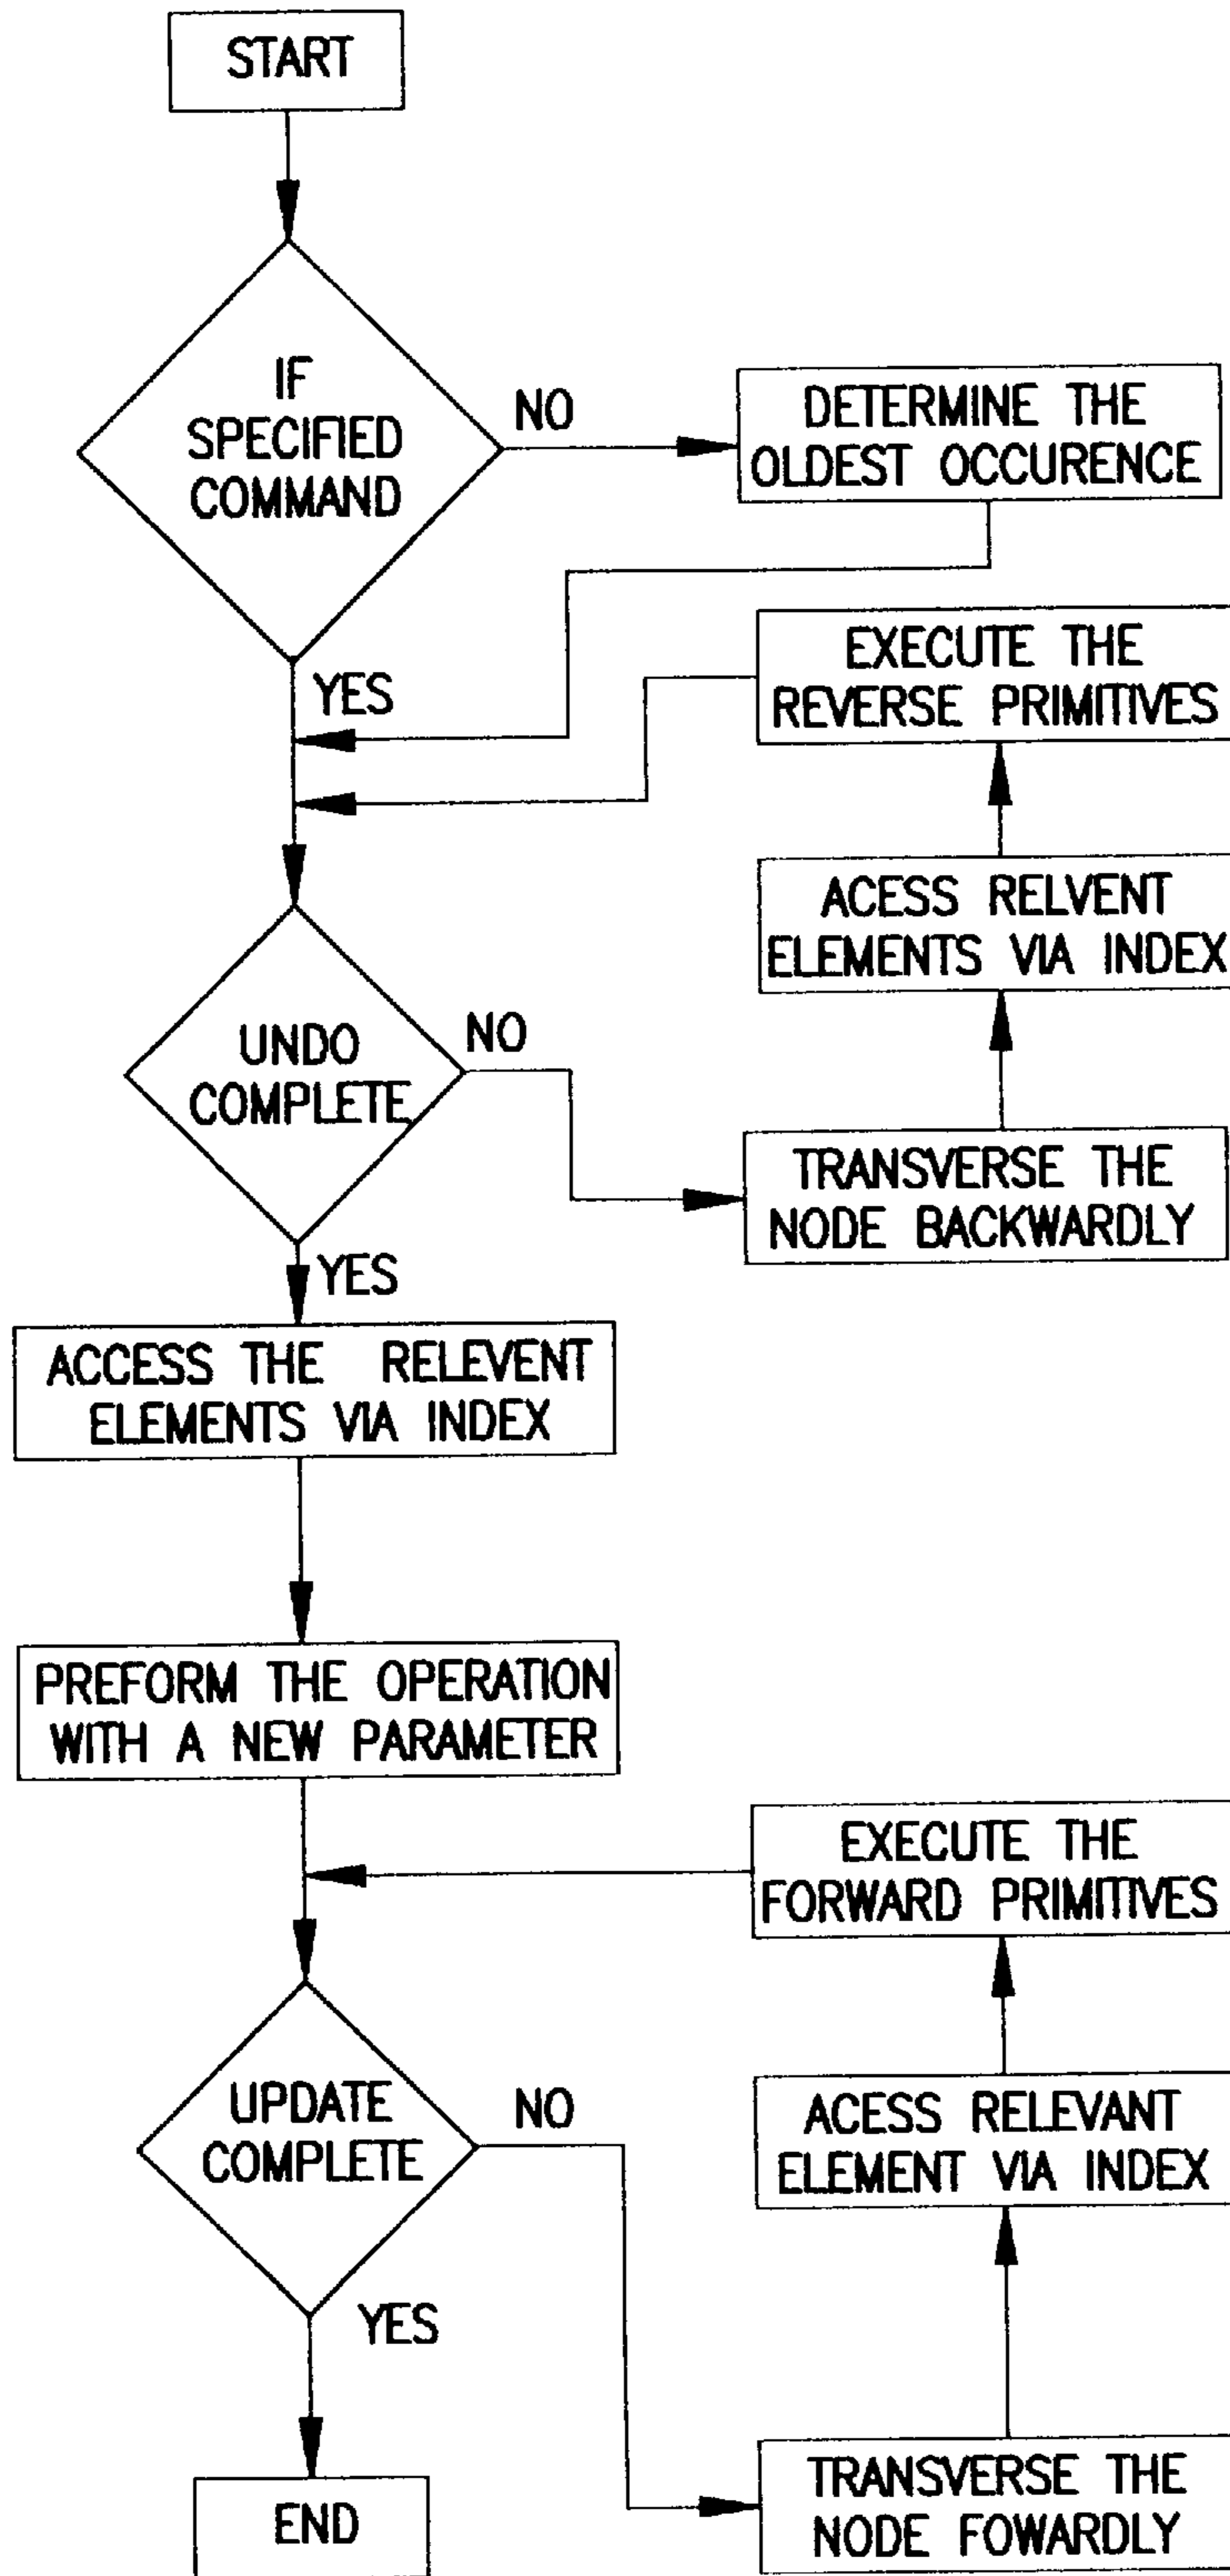 START
IF
SPECIFIED
COMMAND
NO
DETERMINE THE
OLDEST OCCURENCE
YES
EXECUTE THE
REVERSE PRIMITIVES
ACESS RELVENT
ELEMENTS VIA INDEX
UNDO
COMPLETE
NO
TRANSVERSE THE
NODE BACKWARDLY
YES
ACCESS THE RELEVENT
ELEMENTS VIA INDEX
PREFORM THE OPERATION
WITH A NEW PARAMETER
EXECUTE THE
FORWARD PRIMITIVES
UPDATE
COMPLETE
NO
ACESS RELEVANT
ELEMENT VIA INDEX
YES
TRANSVERSE THE
NODE FOWARDLY
END